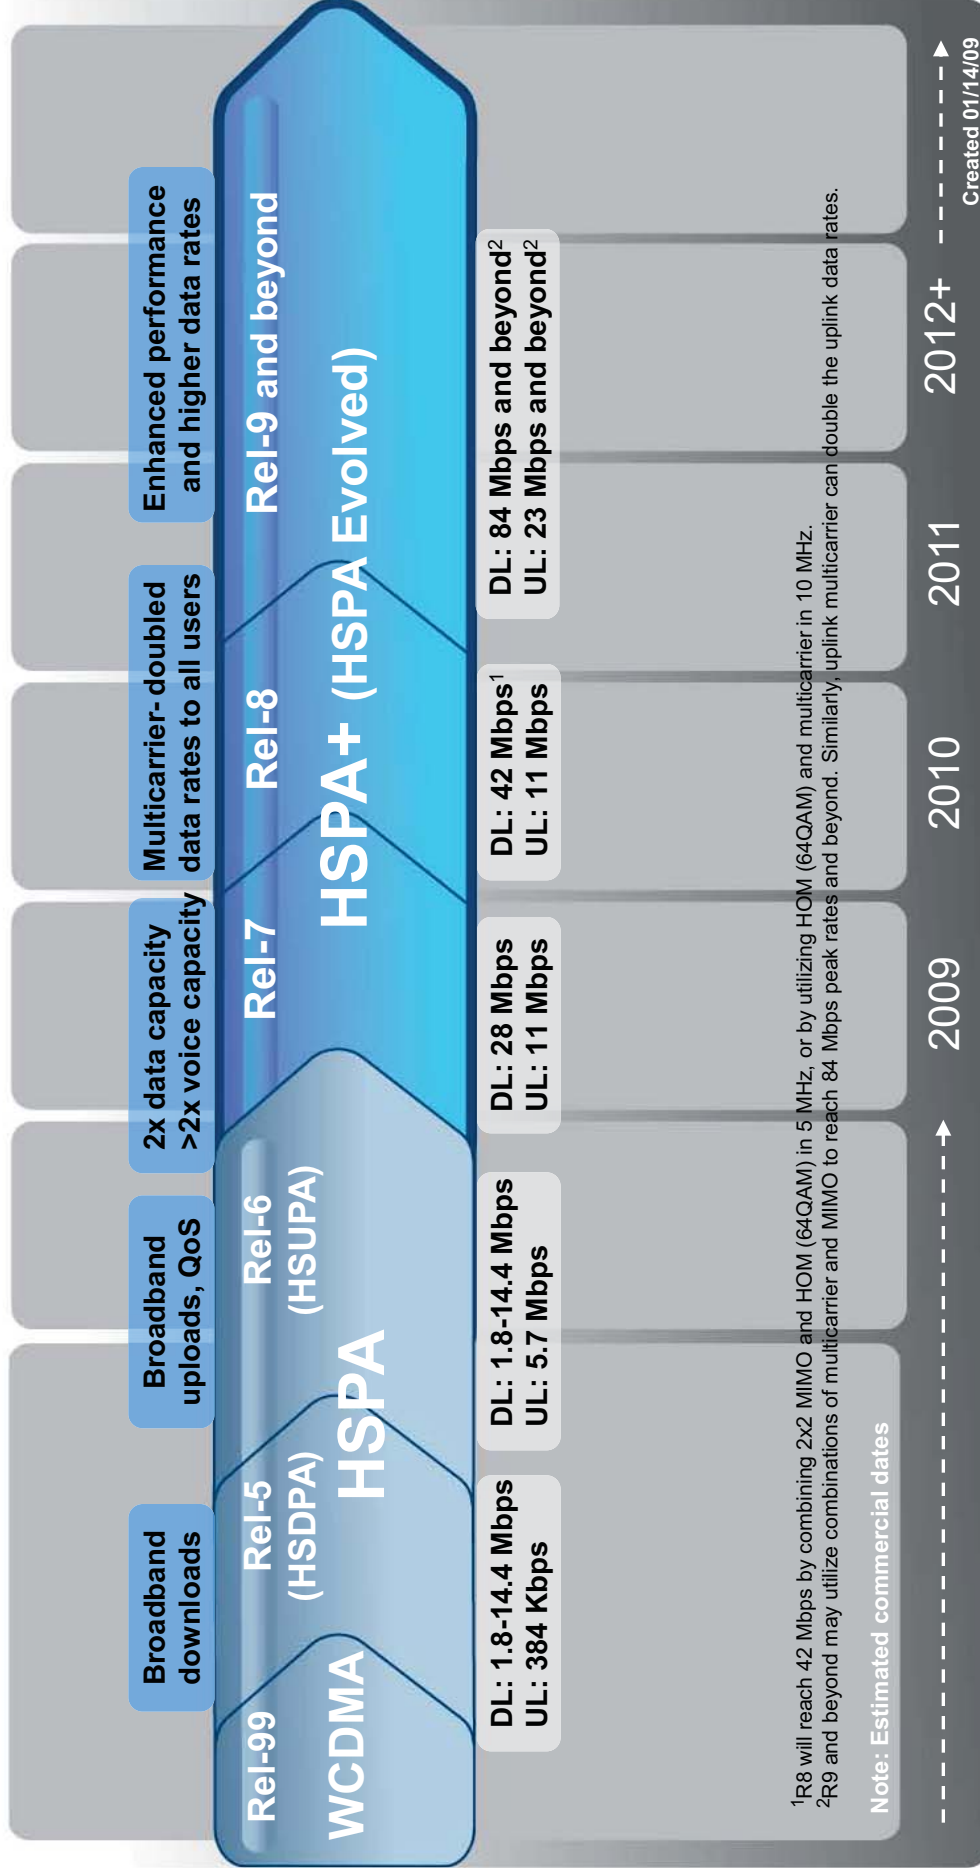 Broadband
downloads
Broadband
uploads, QoS
2x data capacity
>2x voice capacity
Multicarrier- doubled
data rates to all users
Enhanced performance
and higher data rates
Rel-99
WCDMA
Rel-5
(HSDPA)
Rel-6
(HSUPA)
HSPA
Rel-7
Rel-8
Rel-9 and beyond
HSPA+ (HSPA Evolved)
DL: 1.8-14.4 Mbps
UL: 384 Kbps
DL: 1.8-14.4 Mbps
UL: 5.7 Mbps
DL: 28 Mbps
UL: 11 Mbps
DL: 42 Mbps¹
UL: 11 Mbps
DL: 84 Mbps and beyond²
UL: 23 Mbps and beyond²
¹R8 will reach 42 Mbps by combining 2x2 MIMO and HOM (64QAM) in 5 MHz, or by utilizing HOM (64QAM) and multicarrier in 10 MHz.
²R9 and beyond may utilize combinations of multicarrier and MIMO to reach 84 Mbps peak rates and beyond. Similarly, uplink multicarrier can double the uplink data rates.
Note: Estimated commercial dates
2009
2010
2011
2012+
Created 01/14/09